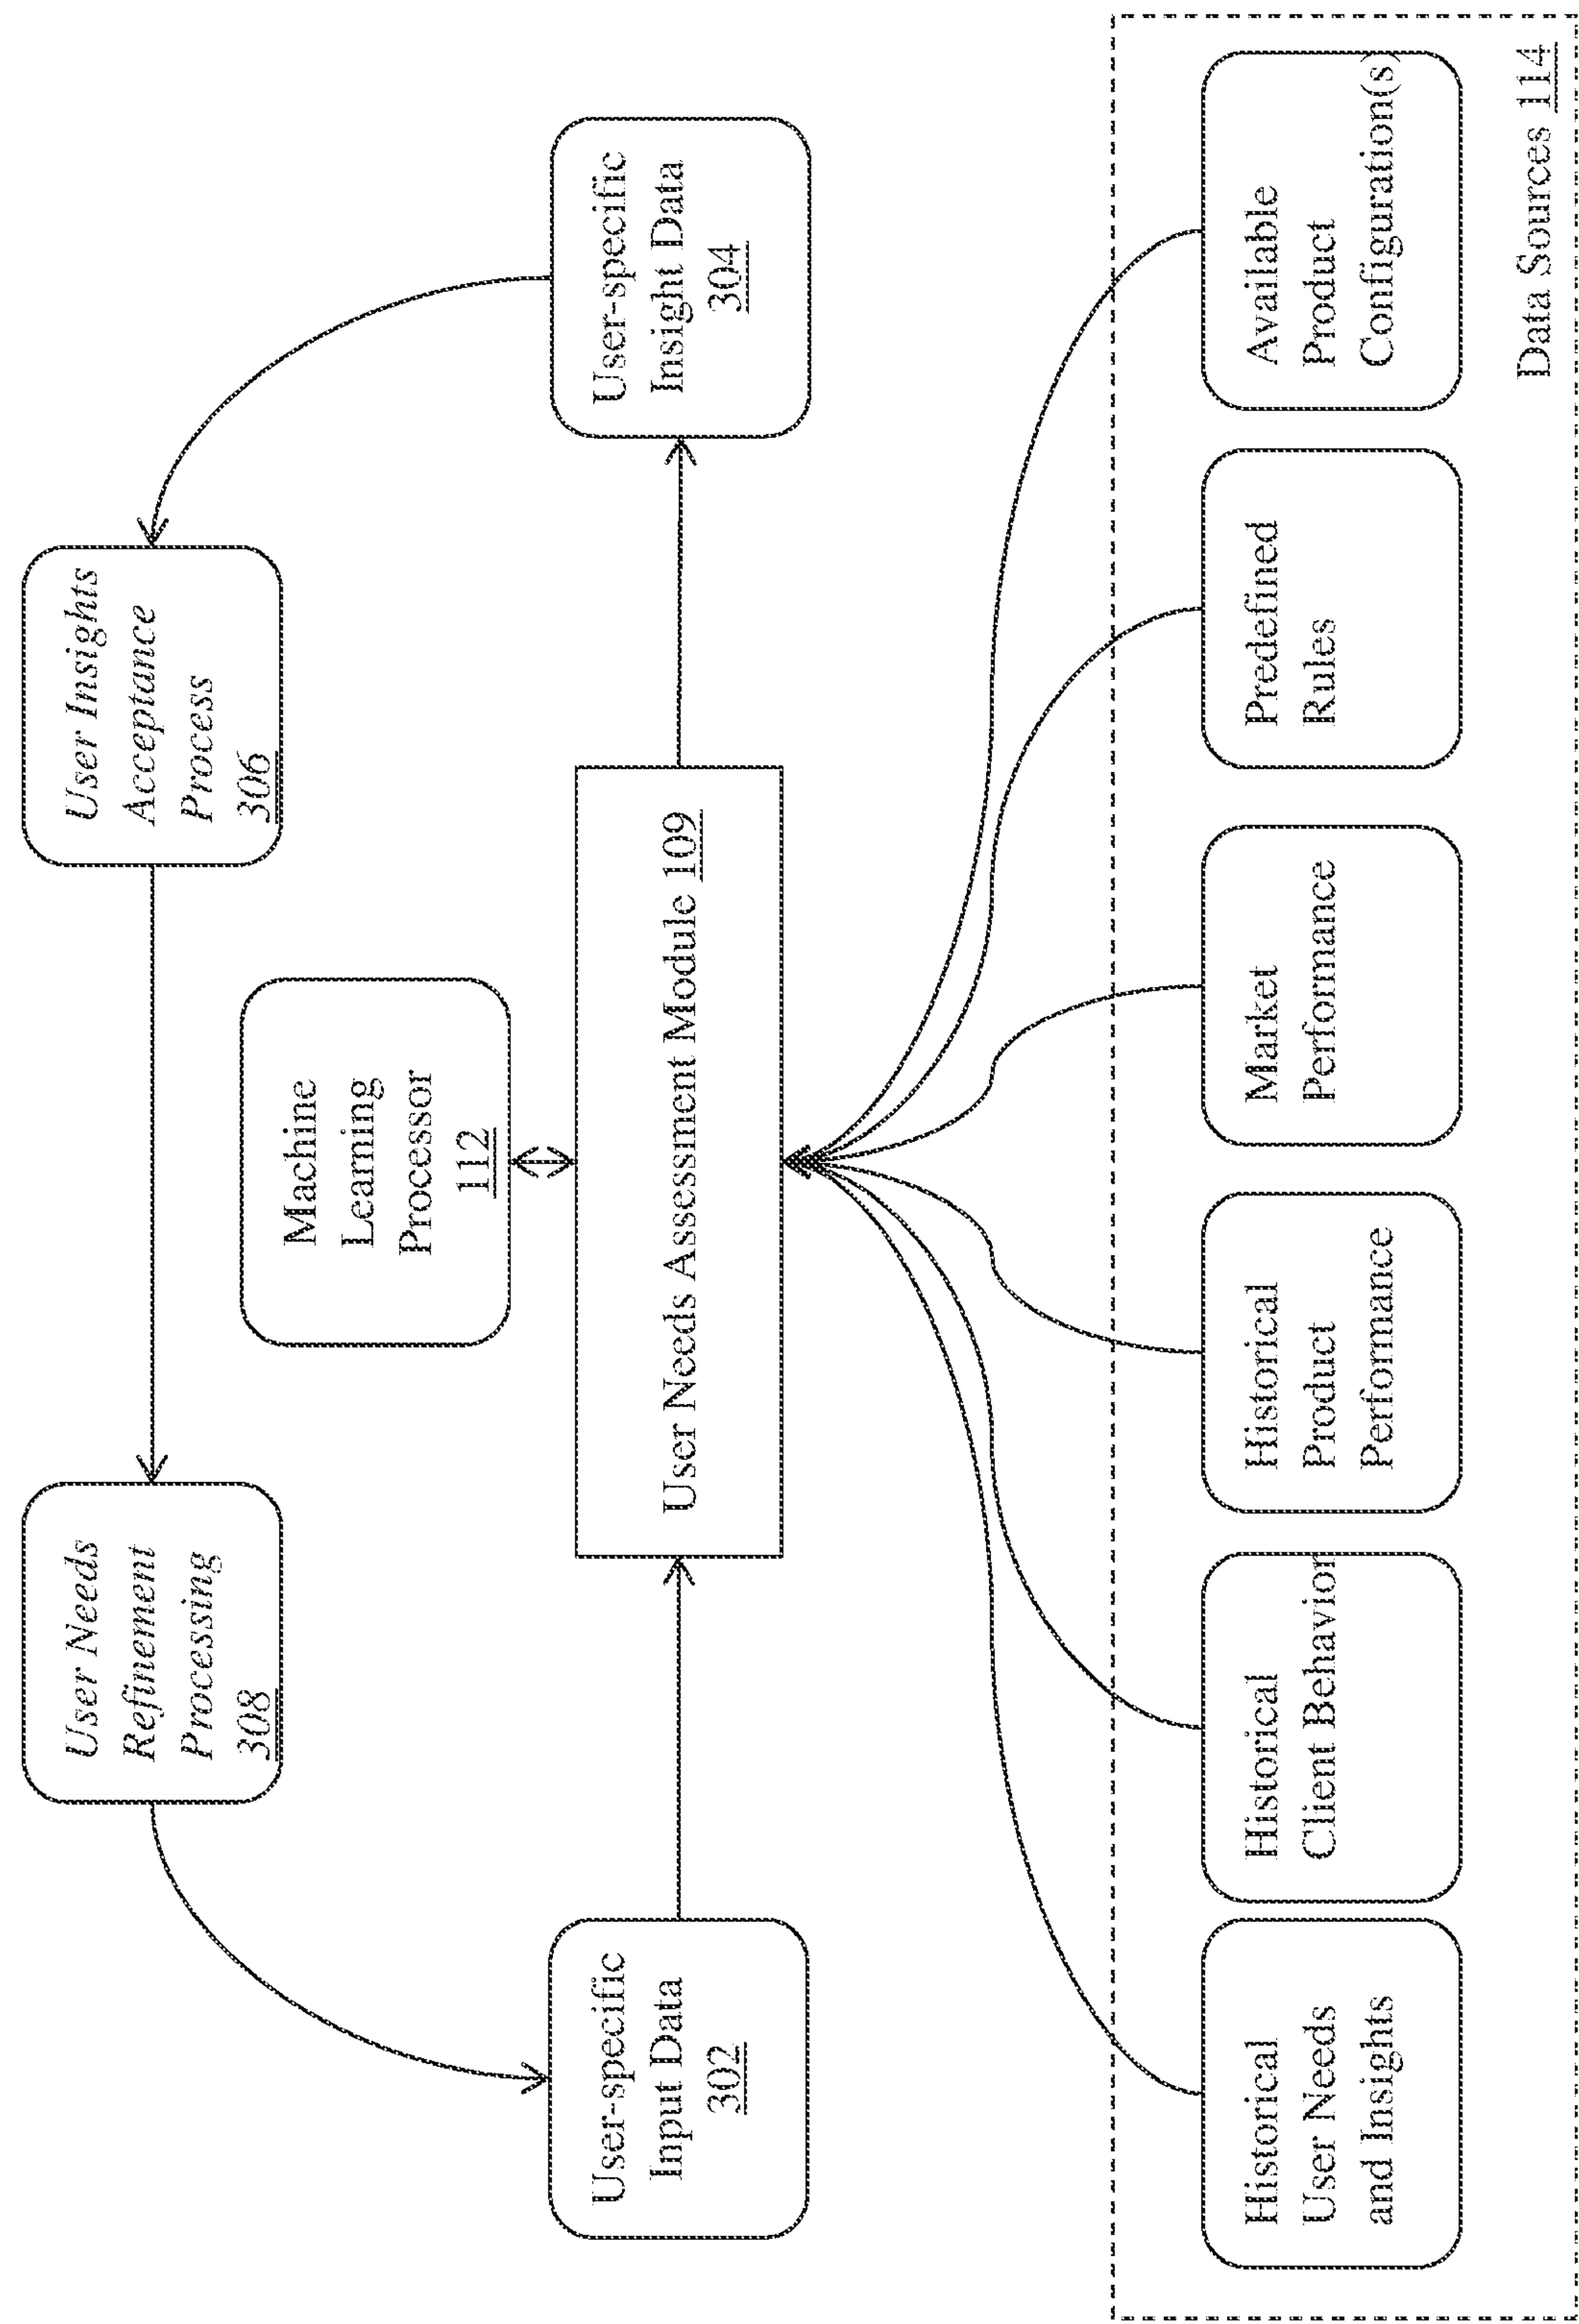 User Needs
Refinement
Processing
308
User Insights
Acceptance
Process
306
Machine
Learning
Processor
112
User-specific
Input Data
302
User Needs Assessment Module 109
User-specific
Insight Data
304
Historical
User Needs
and Insights
Historical
Client Behavior
Historical
Product
Performance
Market
Performance
Predefined
Rules
Available
Product
Configuration(s)
Data Sources 114